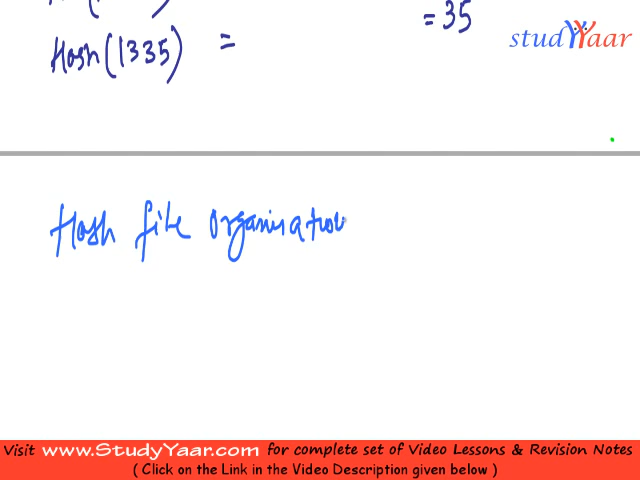 = 35
Hash(1335) =
studYYaar
Hash file organisation
Visit www.StudyYaar.com for complete set of Video Lessons & Revision Notes
( Click on the Link in the Video Description given below )